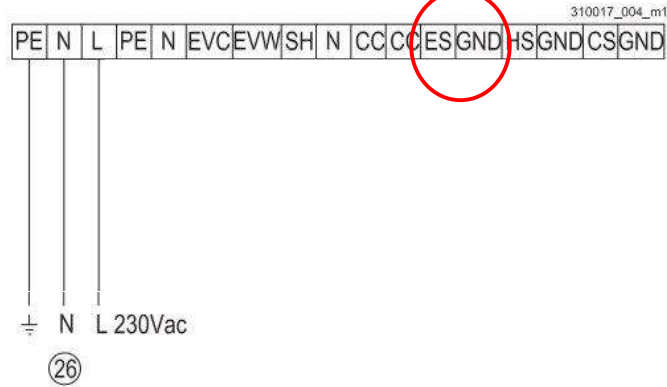 310017_004_m1
PE N L PE N EVC EVW SH N CC CC ES GND HS GND CS GND
N L 230Vac
26